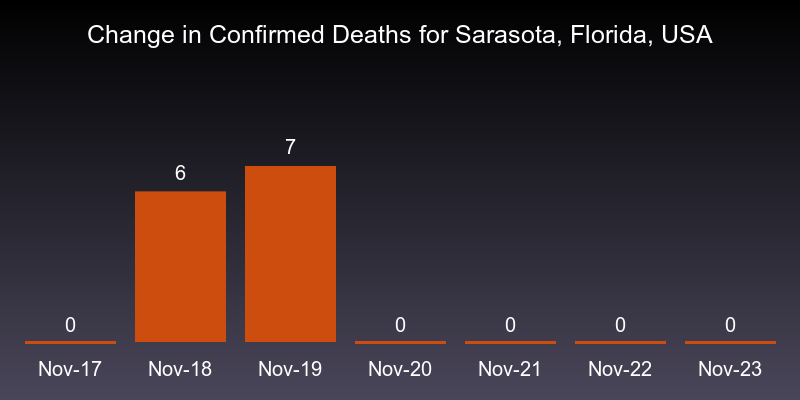 Change in Confirmed Deaths for Sarasota, Florida, USA
7
6
0 0 0 0 0
Nov-17 Nov-18 Nov-19 Nov-20 Nov-21 Nov-22 Nov-23